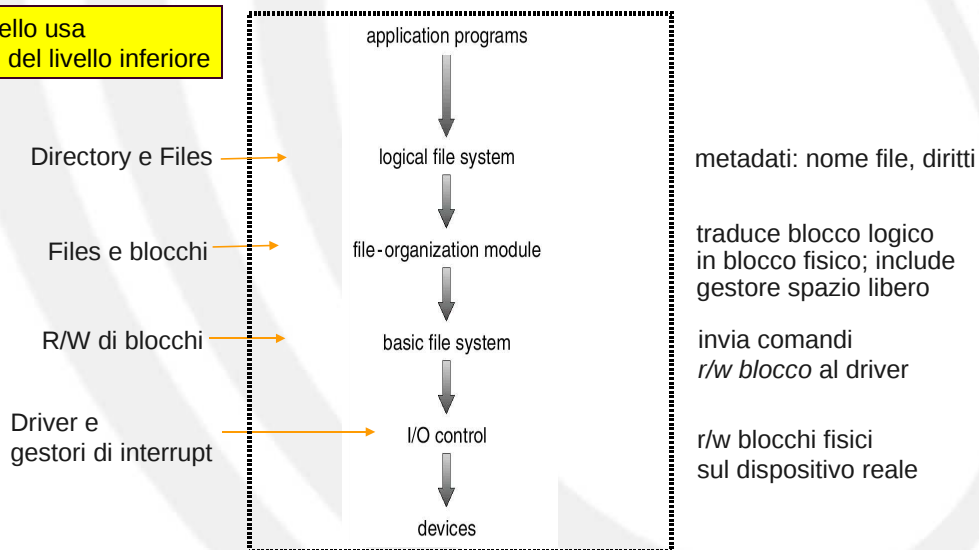 usa
del livello inferiore
application programs
Directory e Files
logical file system
metadati: nome file, diritti
Files e blocchi
file-organization module
traduce blocco logico
in blocco fisico; include
gestore spazio libero
R/W di blocchi
basic file system
invia comandi
r/w blocco al driver
Driver e
gestori di interrupt
I/O control
r/w blocchi fisici
sul dispositivo reale
devices